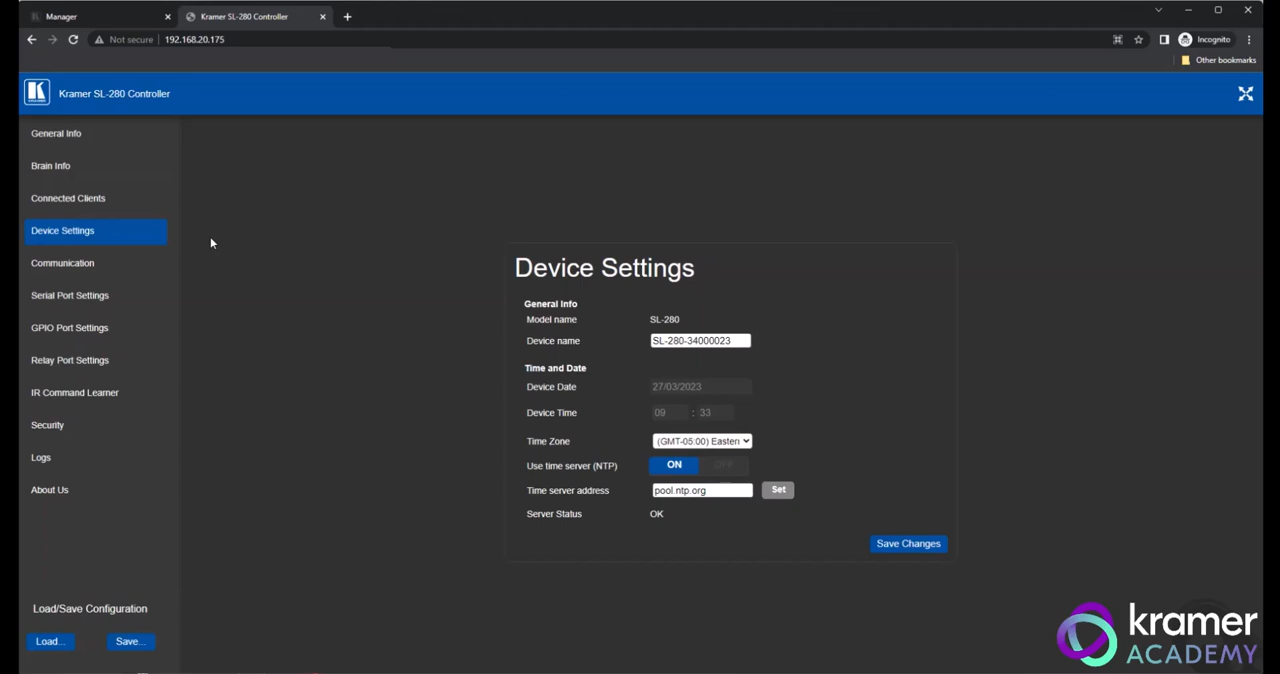 Manager
Kramer SL-280 Controller
Not secure
192.168.20.175
Incognito
Other bookmarks
K
KRAMER
Kramer SL-280 Controller
General Info
Brain Info
Connected Clients
Device Settings
Communication
Serial Port Settings
GPIO Port Settings
Relay Port Settings
IR Command Learner
Security
Logs
About Us
Load/Save Configuration
Load...
Save...
Device Settings
General Info
Model name SL-280
Device name SL-280-34000023
Time and Date
Device Date 27/03/2023
Device Time 09 : 33
Time Zone (GMT-05:00) Eastern
Use time server (NTP) ON OFF
Time server address pool.ntp.org Set
Server Status OK
Save Changes
kramer
ACADEMY